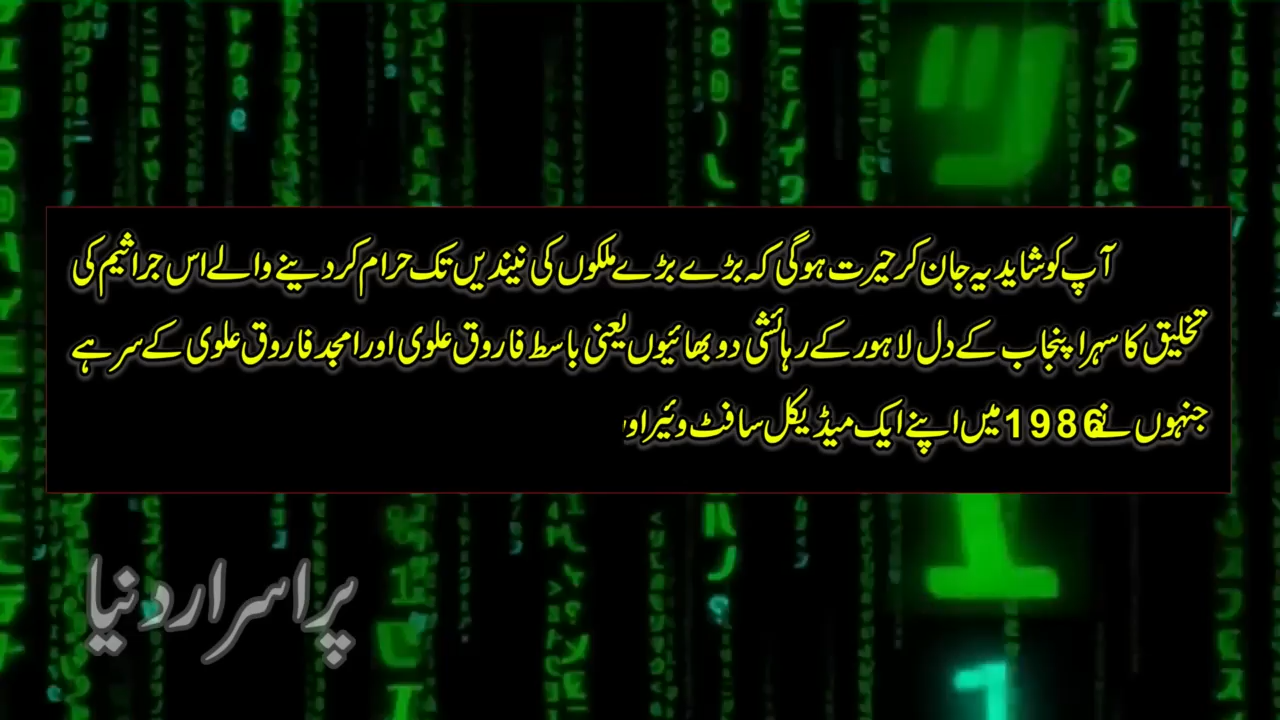 آپ کو شاید یہ جان کر حیرت ہوگی کہ بڑے بڑے ملکوں کی نیندیں تک حرام کر دینے والے اس جراثیم کی
تخلیق کا سہرا پنجاب کے دل لاہور کے رہائشی دو بھائیوں یعنی باسط فاروق علوی اور امجد فاروق علوی کے سر ہے
جنہوں نے 1986 میں اپنے ایک میڈیکل سافٹ وئیر او
پراسرار دنیا